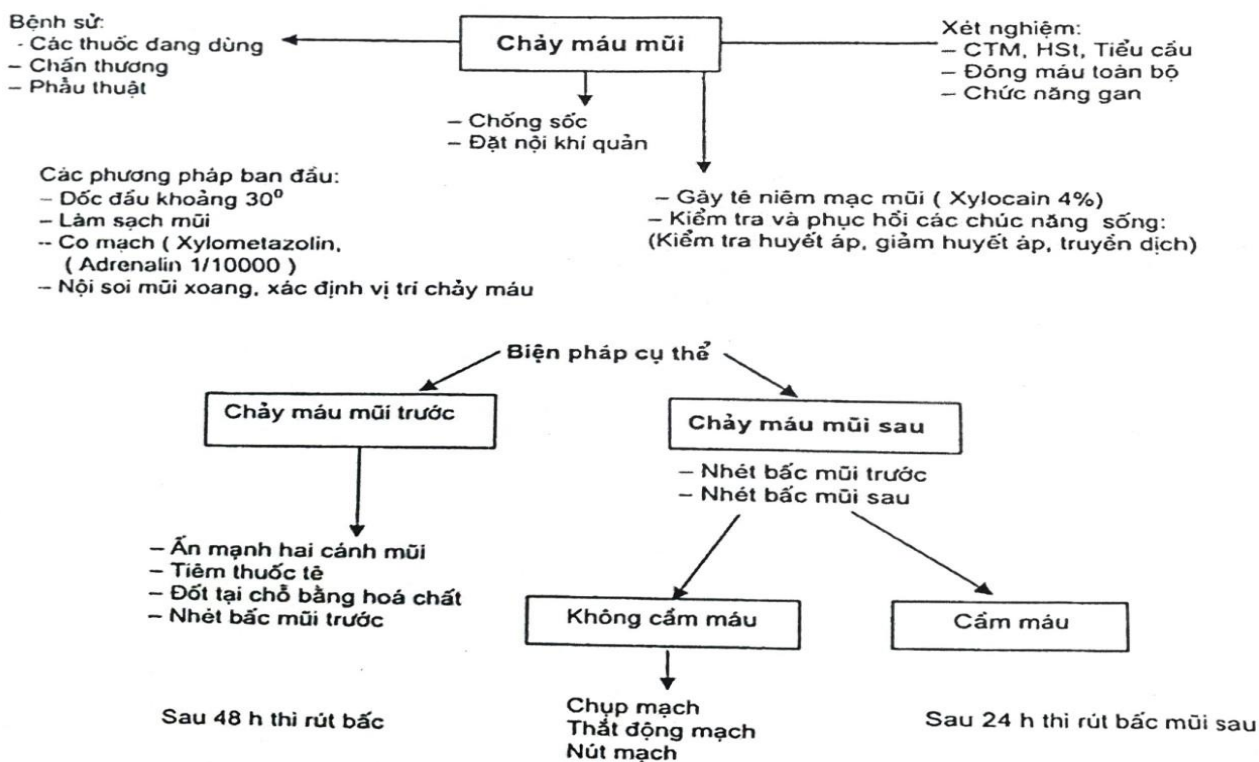 Bệnh sử:
- Các thuốc đang dùng
– Chấn thương
– Phẫu thuật
Chảy máu mũi
Xét nghiệm:
– CTM, HSt, Tiểu cầu
– Đông máu toàn bộ
– Chức năng gan
– Chống sốc
– Đặt nội khí quản
Các phương pháp ban đầu:
– Dốc đầu khoảng 30⁰
– Làm sạch mũi
-- Co mạch ( Xylometazolin,
( Adrenalin 1/10000 )
– Nội soi mũi xoang, xác định vị trí chảy máu
– Gây tê niêm mạc mũi ( Xylocain 4%)
– Kiểm tra và phục hồi các chức năng sống:
(Kiểm tra huyết áp, giảm huyết áp, truyền dịch)
Biện pháp cụ thể
Chảy máu mũi trước
Chảy máu mũi sau
– Nhét bấc mũi trước
– Nhét bấc mũi sau
– Ấn mạnh hai cánh mũi
– Tiêm thuốc tê
– Đốt tại chỗ bằng hoá chất
– Nhét bấc mũi trước
Không cầm máu
Cầm máu
Sau 48 h thì rút bấc
Chụp mạch
Thắt động mạch
Nút mạch
Sau 24 h thì rút bấc mũi sau